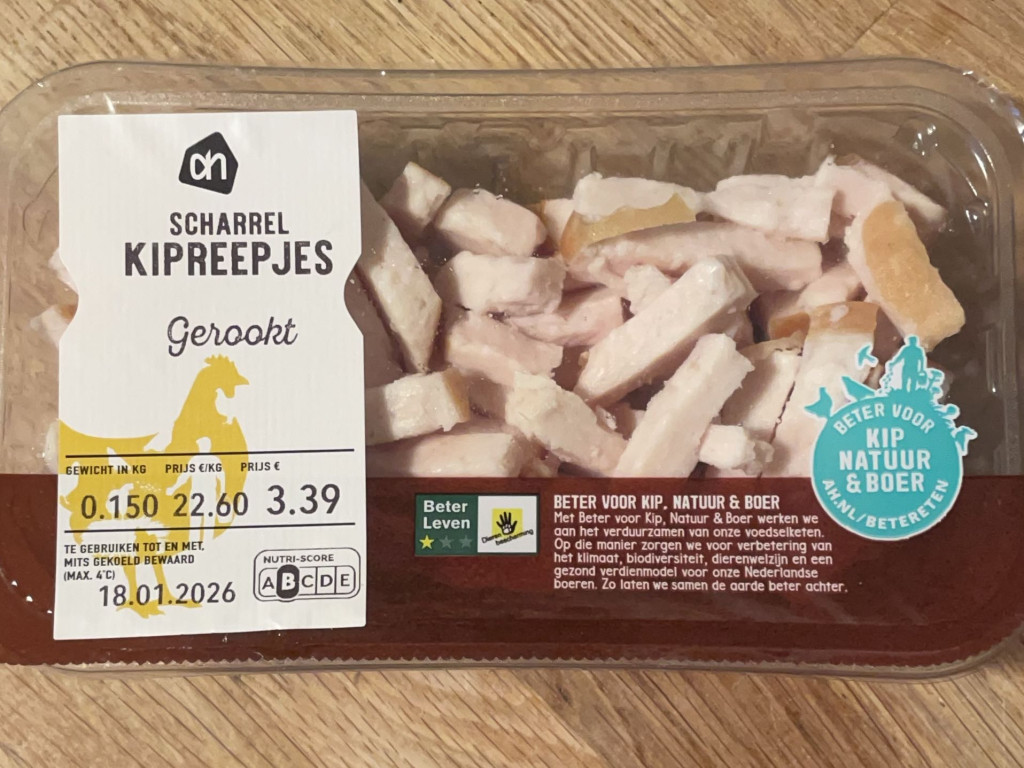 ah
SCHARREL
KIPREEPJES
Gerookt
GEWICHT IN KG PRIJS €/KG PRIJS €
0.150 22.60 3.39
TE GEBRUIKEN TOT EN MET,
MITS GEKOELD BEWAARD
(MAX. 4°C)
18.01.2026
NUTRI-SCORE
A B C D E
Beter
Leven
Dieren
bescherming
BETER VOOR KIP, NATUUR & BOER
Met Beter voor Kip, Natuur & Boer werken we
aan het verduurzamen van onze voedselketen.
Op die manier zorgen we voor verbetering van
het klimaat, biodiversiteit, dierenwelzijn en een
gezond verdienmodel voor onze Nederlandse
boeren. Zo laten we samen de aarde beter achter.
BETER VOOR
KIP
NATUUR
& BOER
AH.NL/BETERETEN